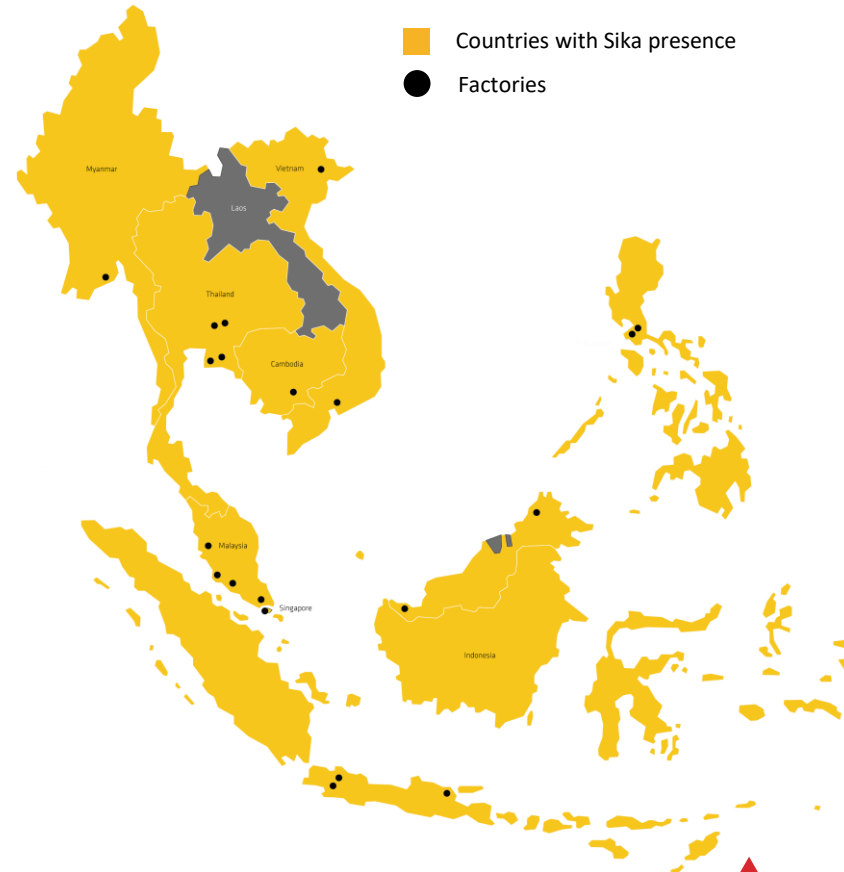 Countries with Sika presence
Factories
Myanmar
Vietnam
Laos
Thailand
Cambodia
Malaysia
Singapore
Indonesia